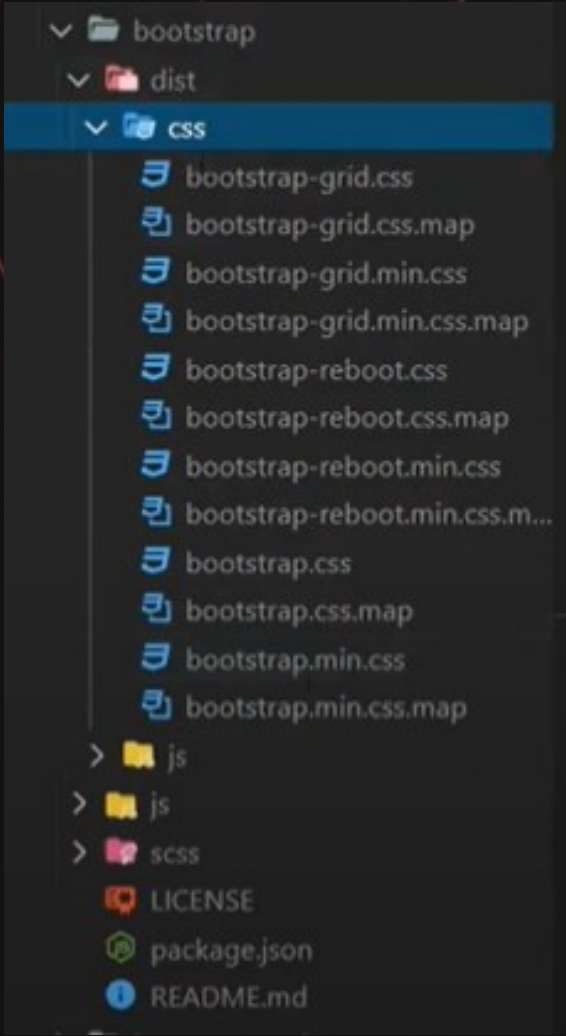 bootstrap
dist
css
bootstrap-grid.css
bootstrap-grid.css.map
bootstrap-grid.min.css
bootstrap-grid.min.css.map
bootstrap-reboot.css
bootstrap-reboot.css.map
bootstrap-reboot.min.css
bootstrap-reboot.min.css.m...
bootstrap.css
bootstrap.css.map
bootstrap.min.css
bootstrap.min.css.map
js
js
scss
LICENSE
package.json
README.md